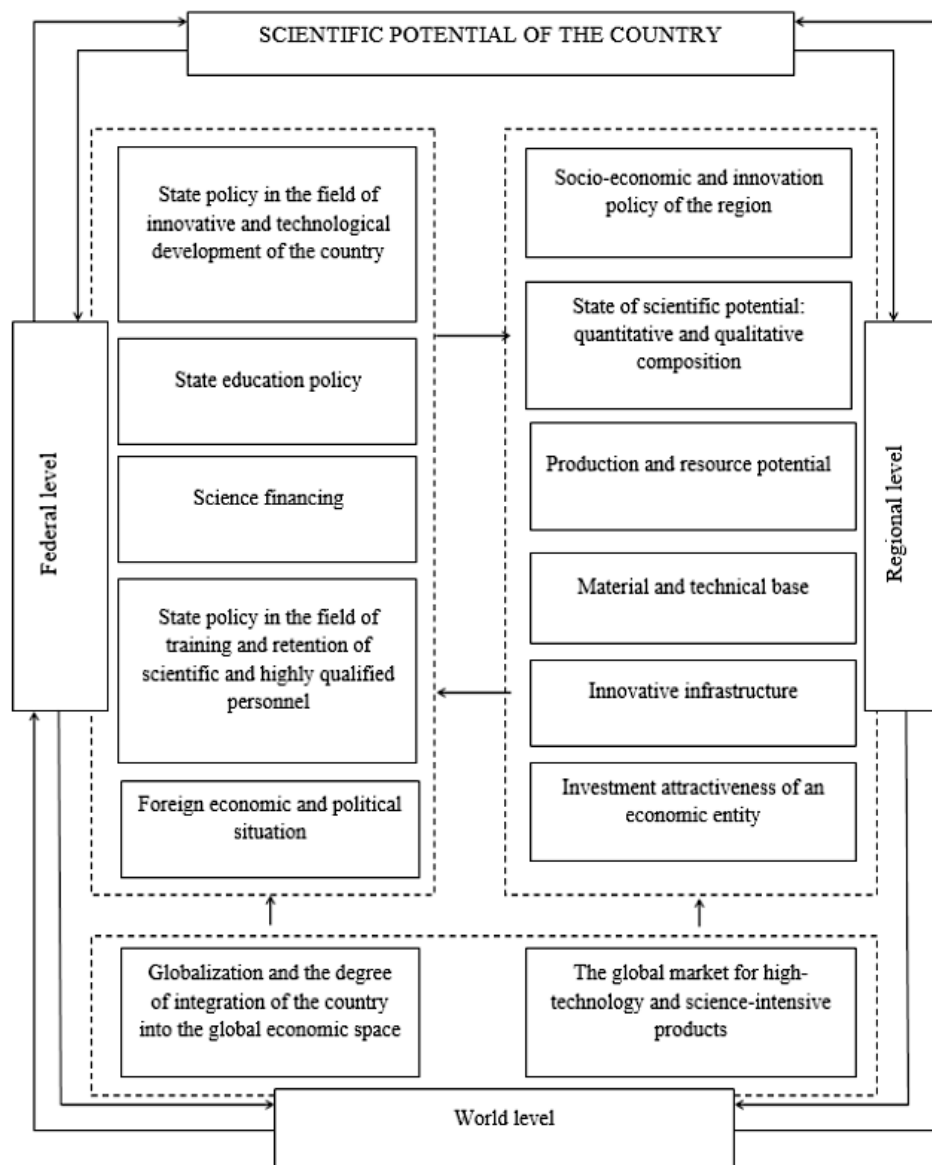 SCIENTIFIC POTENTIAL OF THE COUNTRY
State policy in the field of
innovative and technological
development of the country
State education policy
Science financing
State policy in the field of
training and retention of
scientific and highly qualified
personnel
Foreign economic and political
situation
Federal level
Socio-economic and innovation
policy of the region
State of scientific potential:
quantitative and qualitative
composition
Production and resource potential
Material and technical base
Innovative infrastructure
Investment attractiveness of an
economic entity
Regional level
Globalization and the degree
of integration of the country
into the global economic space
The global market for high-
technology and science-intensive
products
World level